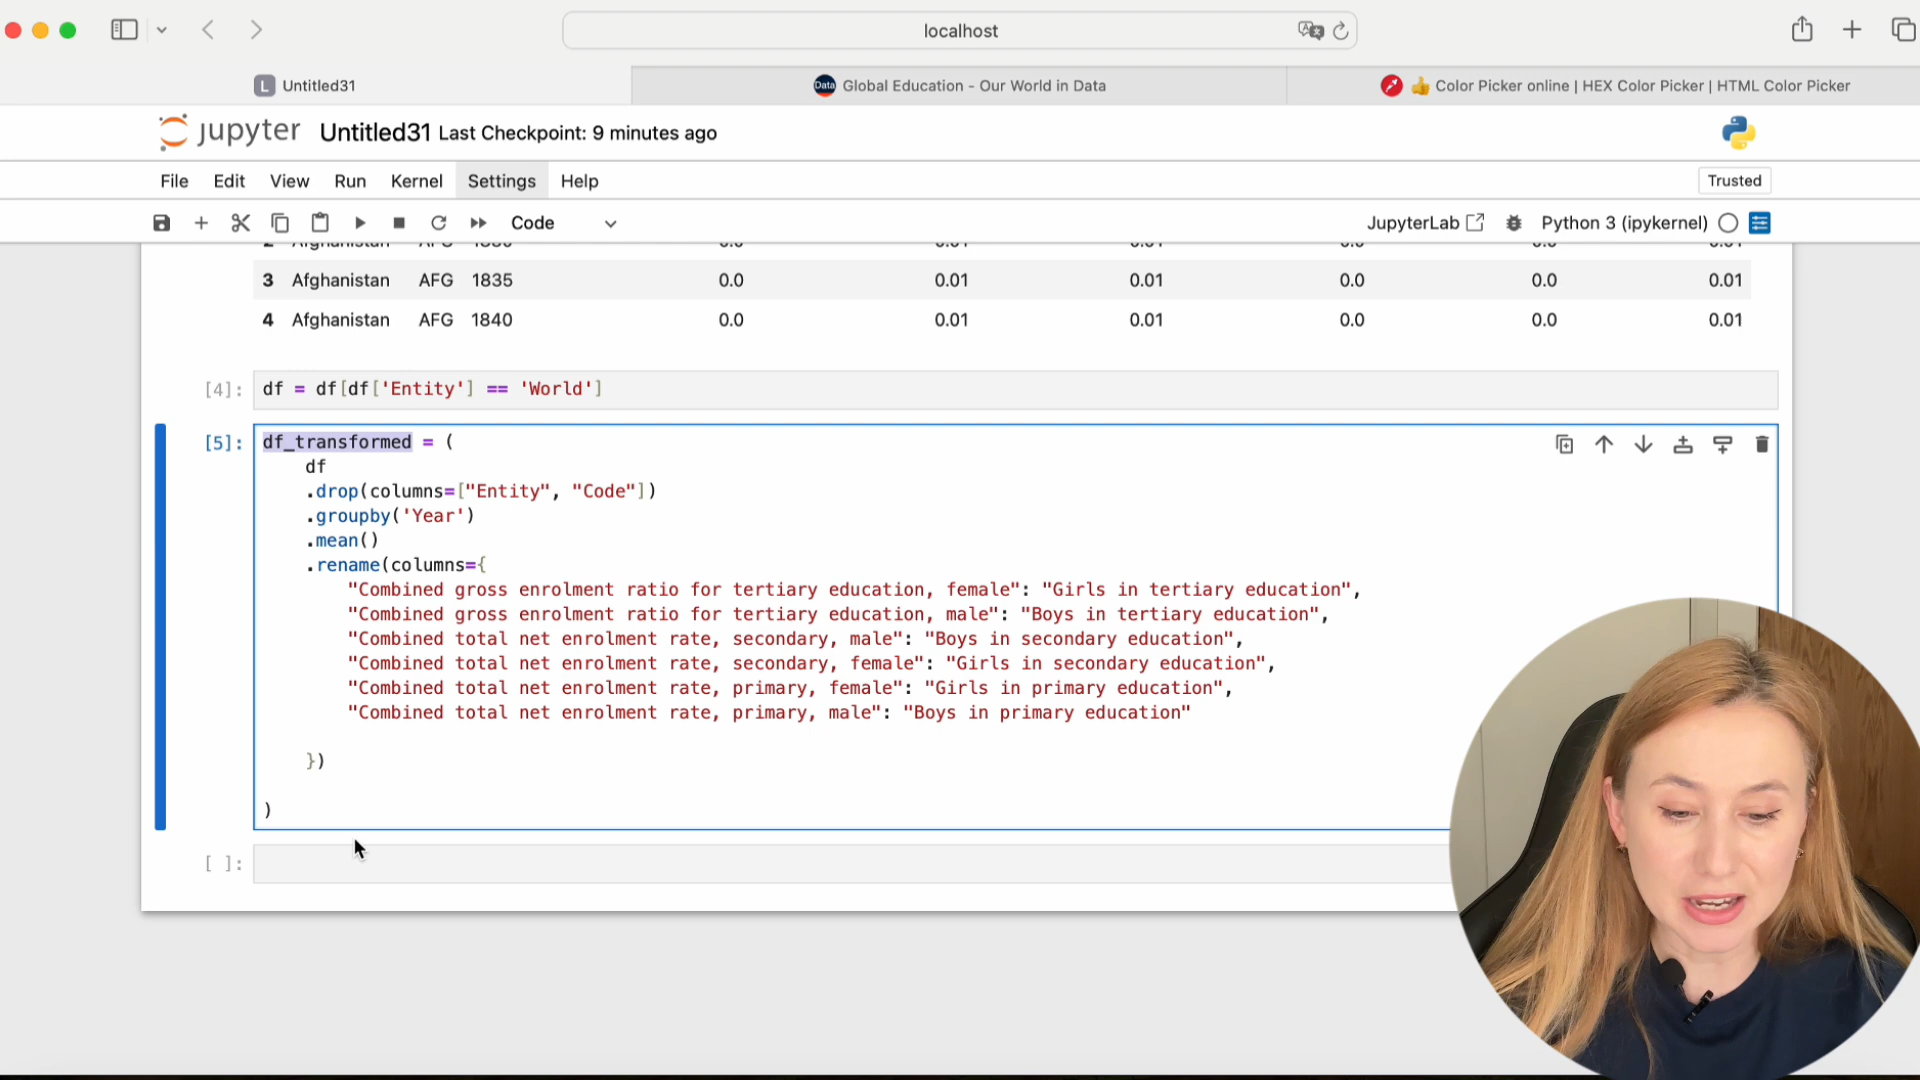 localhost
Untitled31
Data Global Education - Our World in Data
👍 Color Picker online | HEX Color Picker | HTML Color Picker
jupyter Untitled31 Last Checkpoint: 9 minutes ago
File Edit View Run Kernel Settings Help Trusted
Code JupyterLab Python 3 (ipykernel)
3 Afghanistan AFG 1835 0.0 0.01 0.01 0.0 0.0 0.01
4 Afghanistan AFG 1840 0.0 0.01 0.01 0.0 0.0 0.01
[4]: df = df[df['Entity'] == 'World']
[5]: df_transformed = (
df
.drop(columns=["Entity", "Code"])
.groupby('Year')
.mean()
.rename(columns={
"Combined gross enrolment ratio for tertiary education, female": "Girls in tertiary education",
"Combined gross enrolment ratio for tertiary education, male": "Boys in tertiary education",
"Combined total net enrolment rate, secondary, male": "Boys in secondary education",
"Combined total net enrolment rate, secondary, female": "Girls in secondary education",
"Combined total net enrolment rate, primary, female": "Girls in primary education",
"Combined total net enrolment rate, primary, male": "Boys in primary education"
})
)
[ ]: